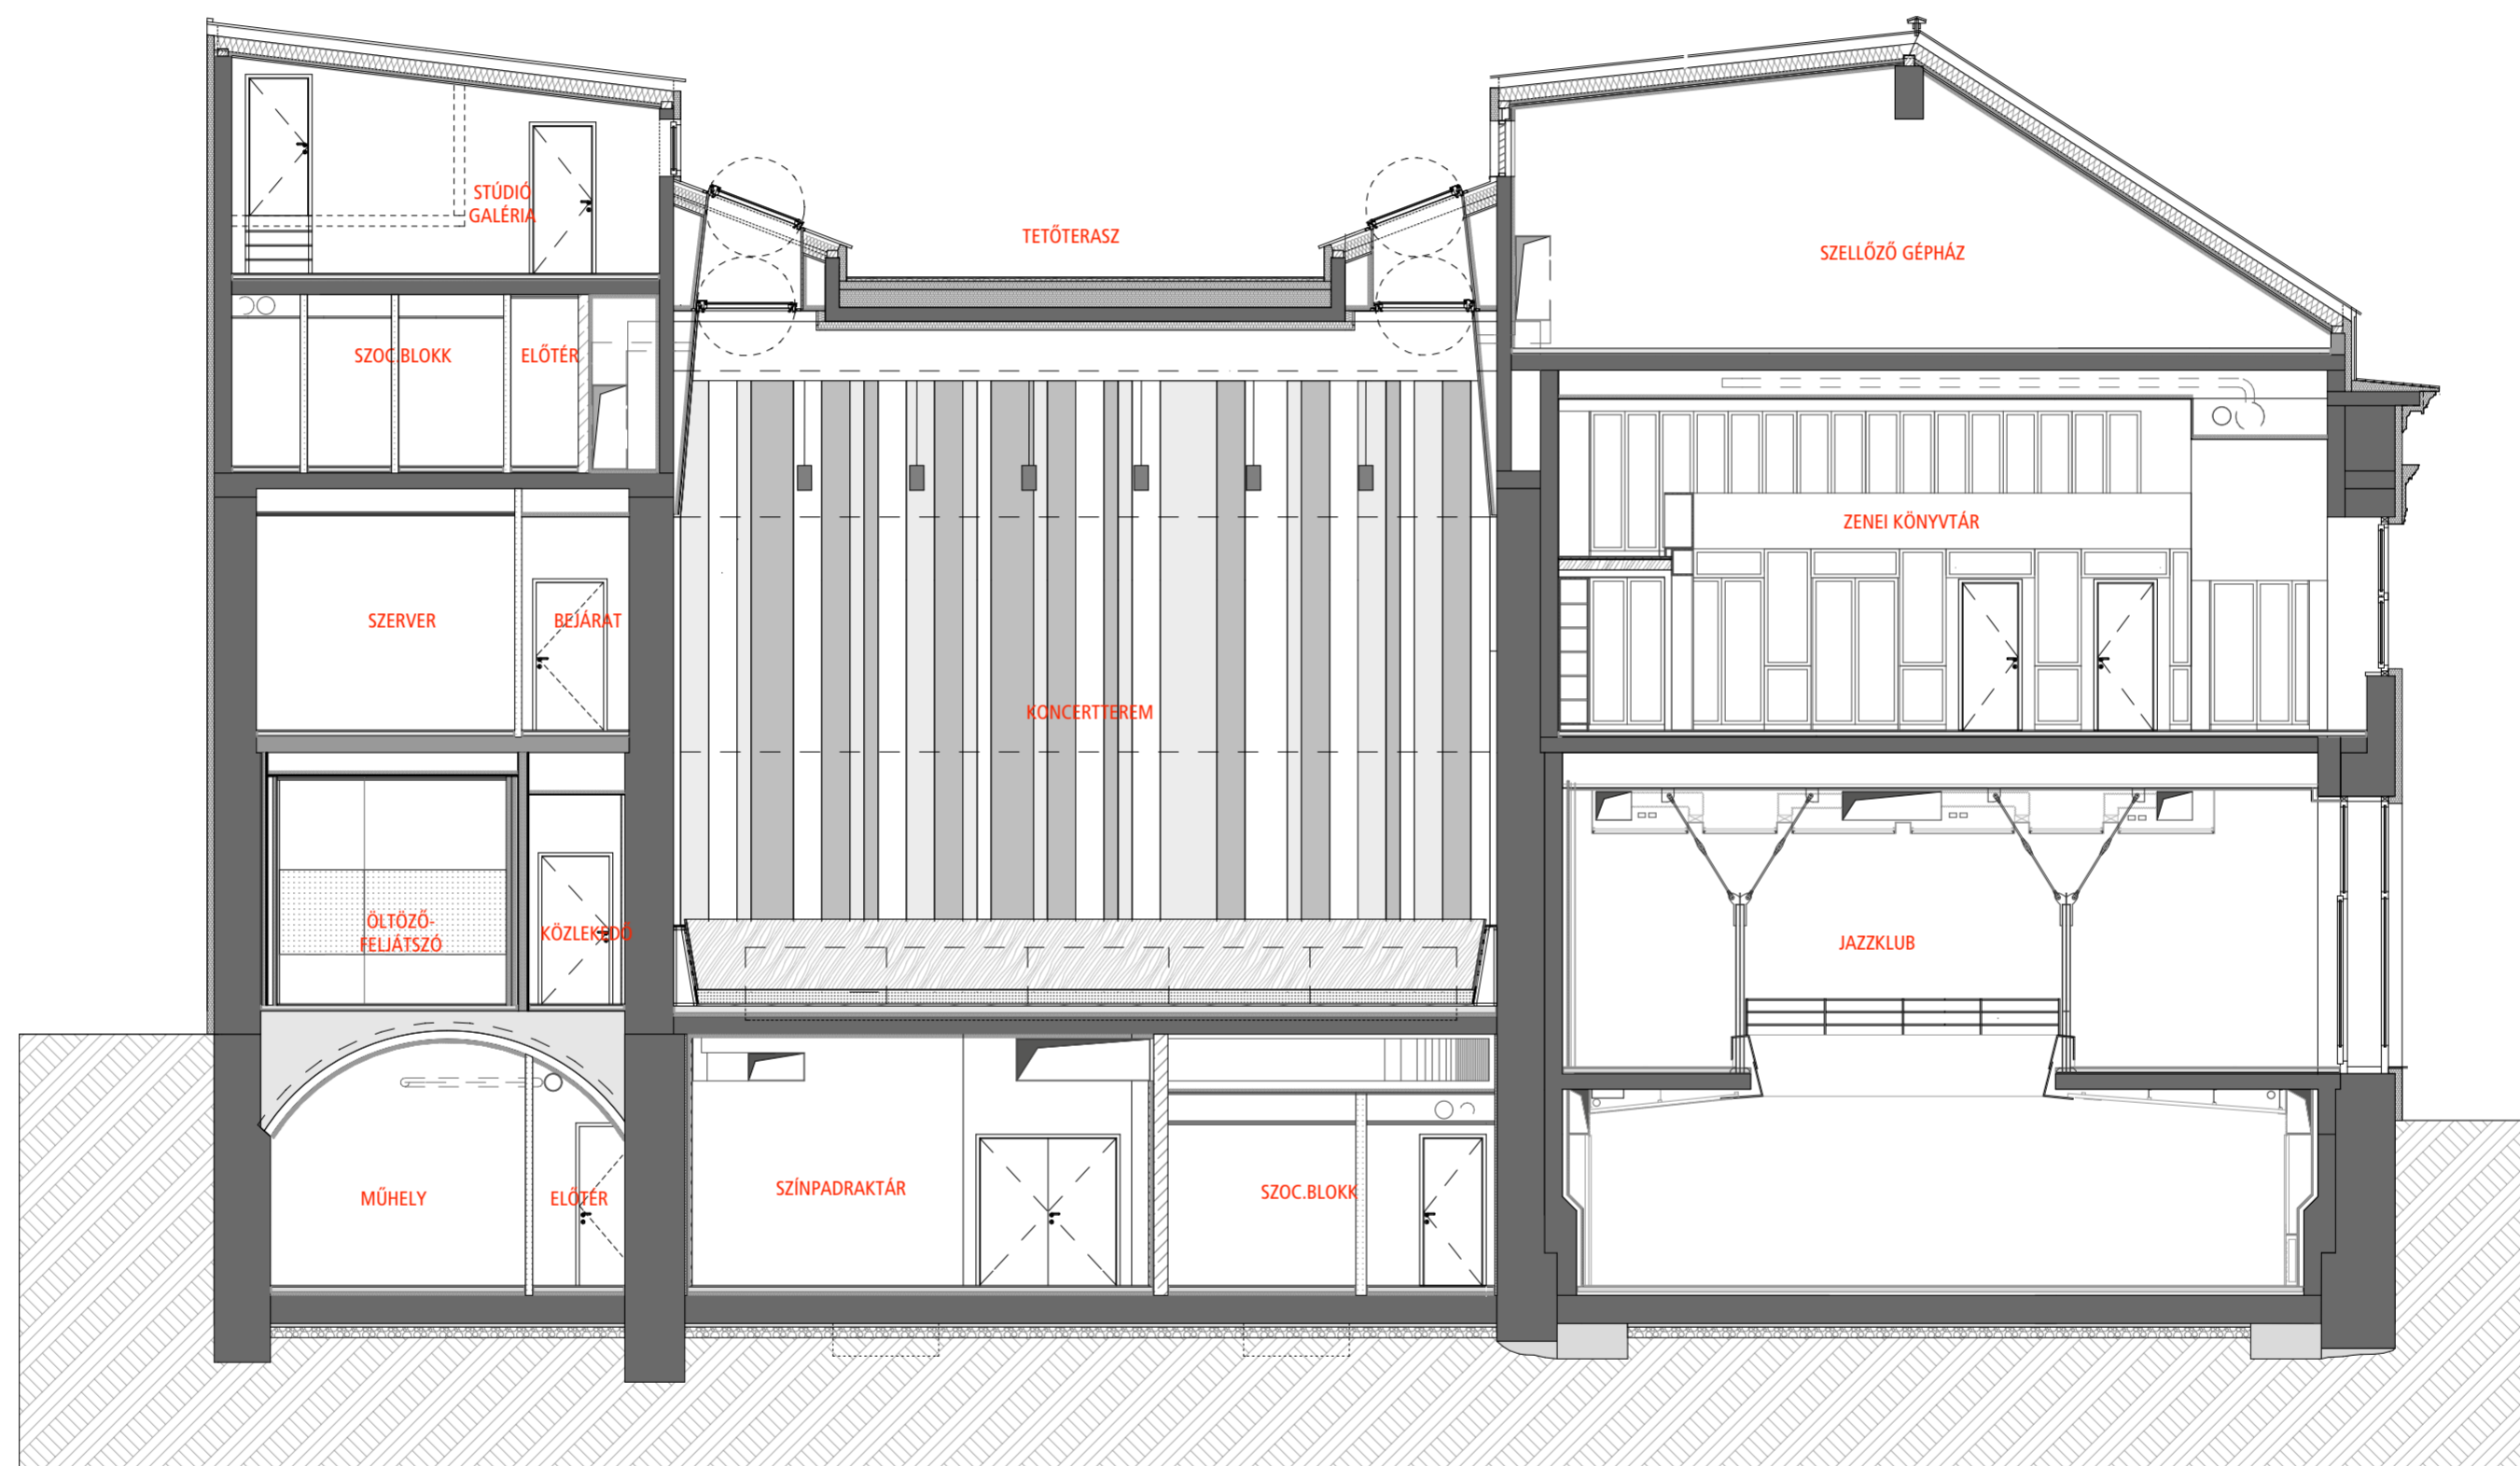 STÚDIÓ
GALÉRIA
TETŐTERASZ
SZELLŐZŐ GÉPHÁZ
SZOC.BLOKK
ELŐTÉR
ZENEI KÖNYVTÁR
SZERVER
BEJÁRAT
KONCERTTEREM
ÖLTÖZŐ-
FELJÁTSZÓ
KÖZLEKEDŐ
JAZZKLUB
MŰHELY
ELŐTÉR
SZÍNPADRAKTÁR
SZOC.BLOKK